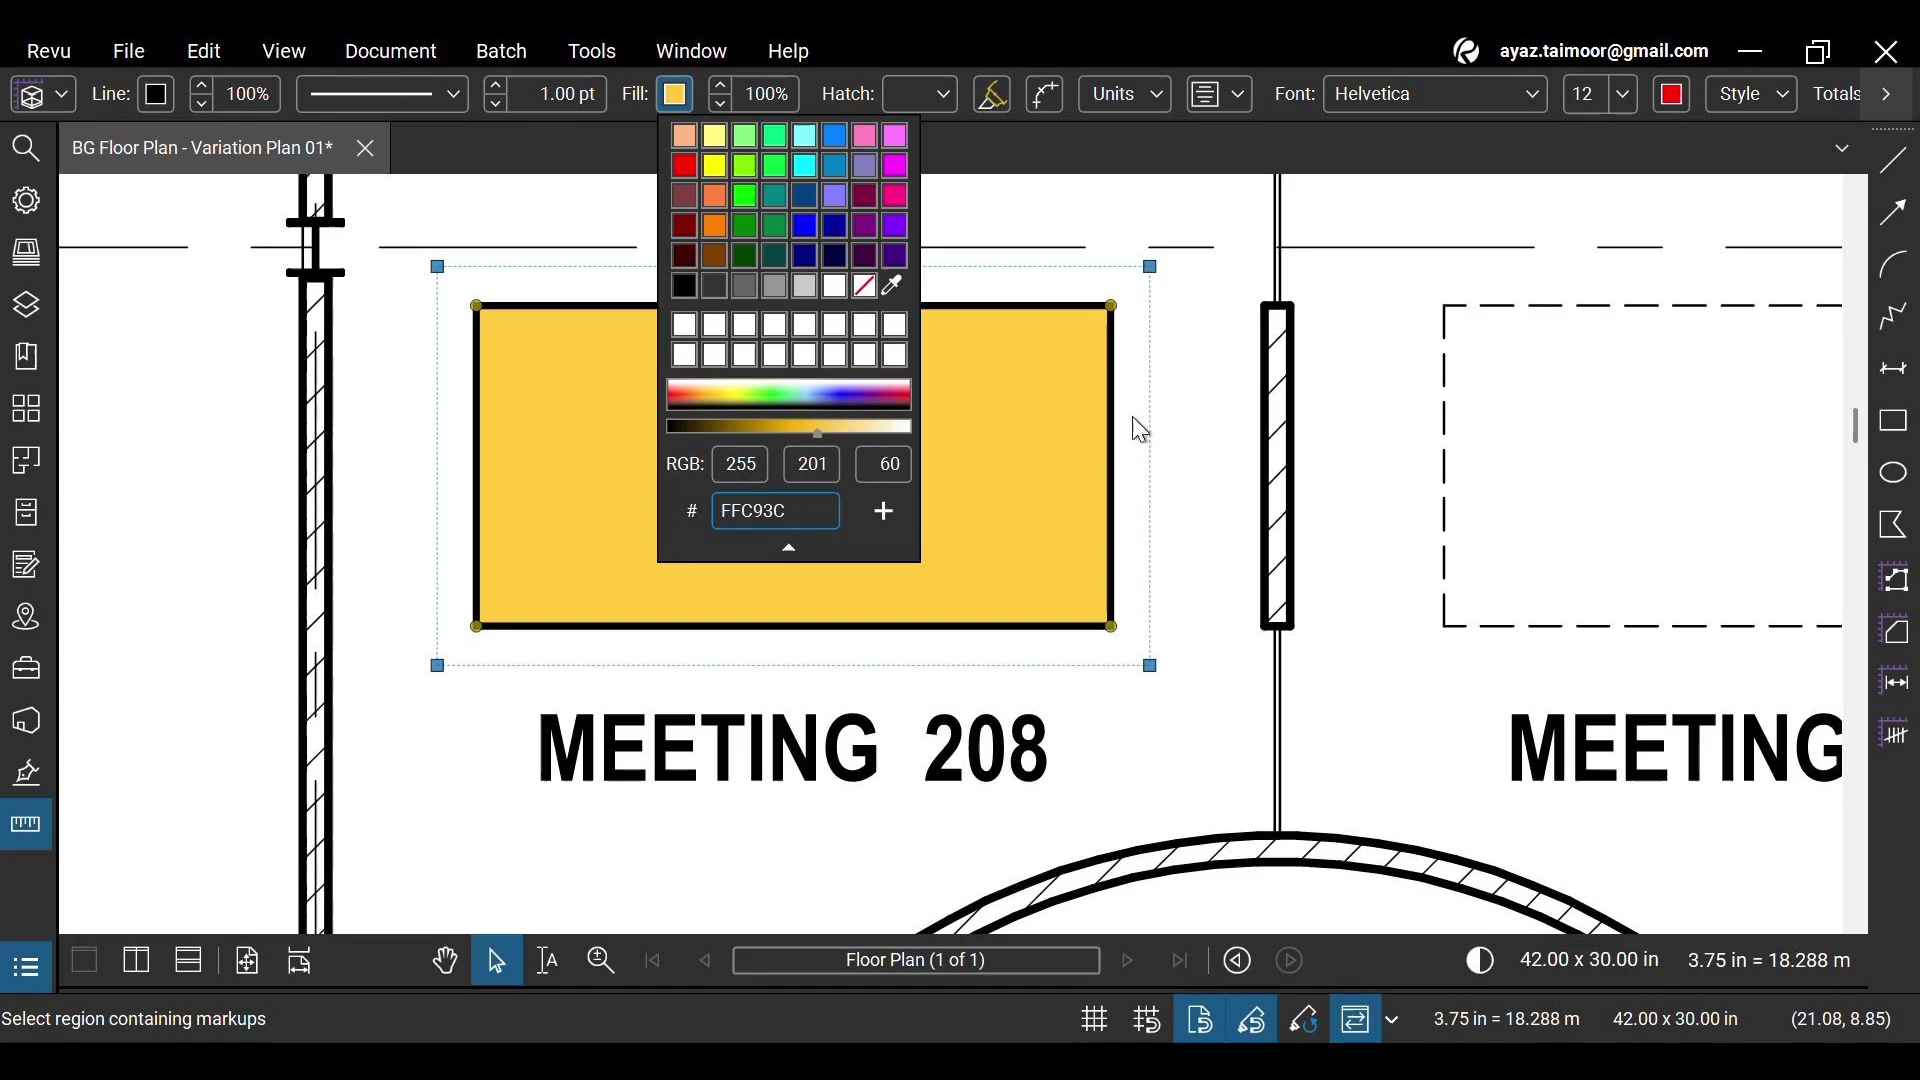 Revu File Edit View Document Batch Tools Window Help ayaz.taimoor@gmail.com
Line: 100% 1.00 pt Fill: 100% Hatch: Units Font: Helvetica 12 Style Totals
BG Floor Plan - Variation Plan 01*
RGB: 255 201 60
# FFC93C +
MEETING 208
MEETING
Floor Plan (1 of 1) 42.00 x 30.00 in 3.75 in = 18.288 m
Select region containing markups 3.75 in = 18.288 m 42.00 x 30.00 in (21.08, 8.85)